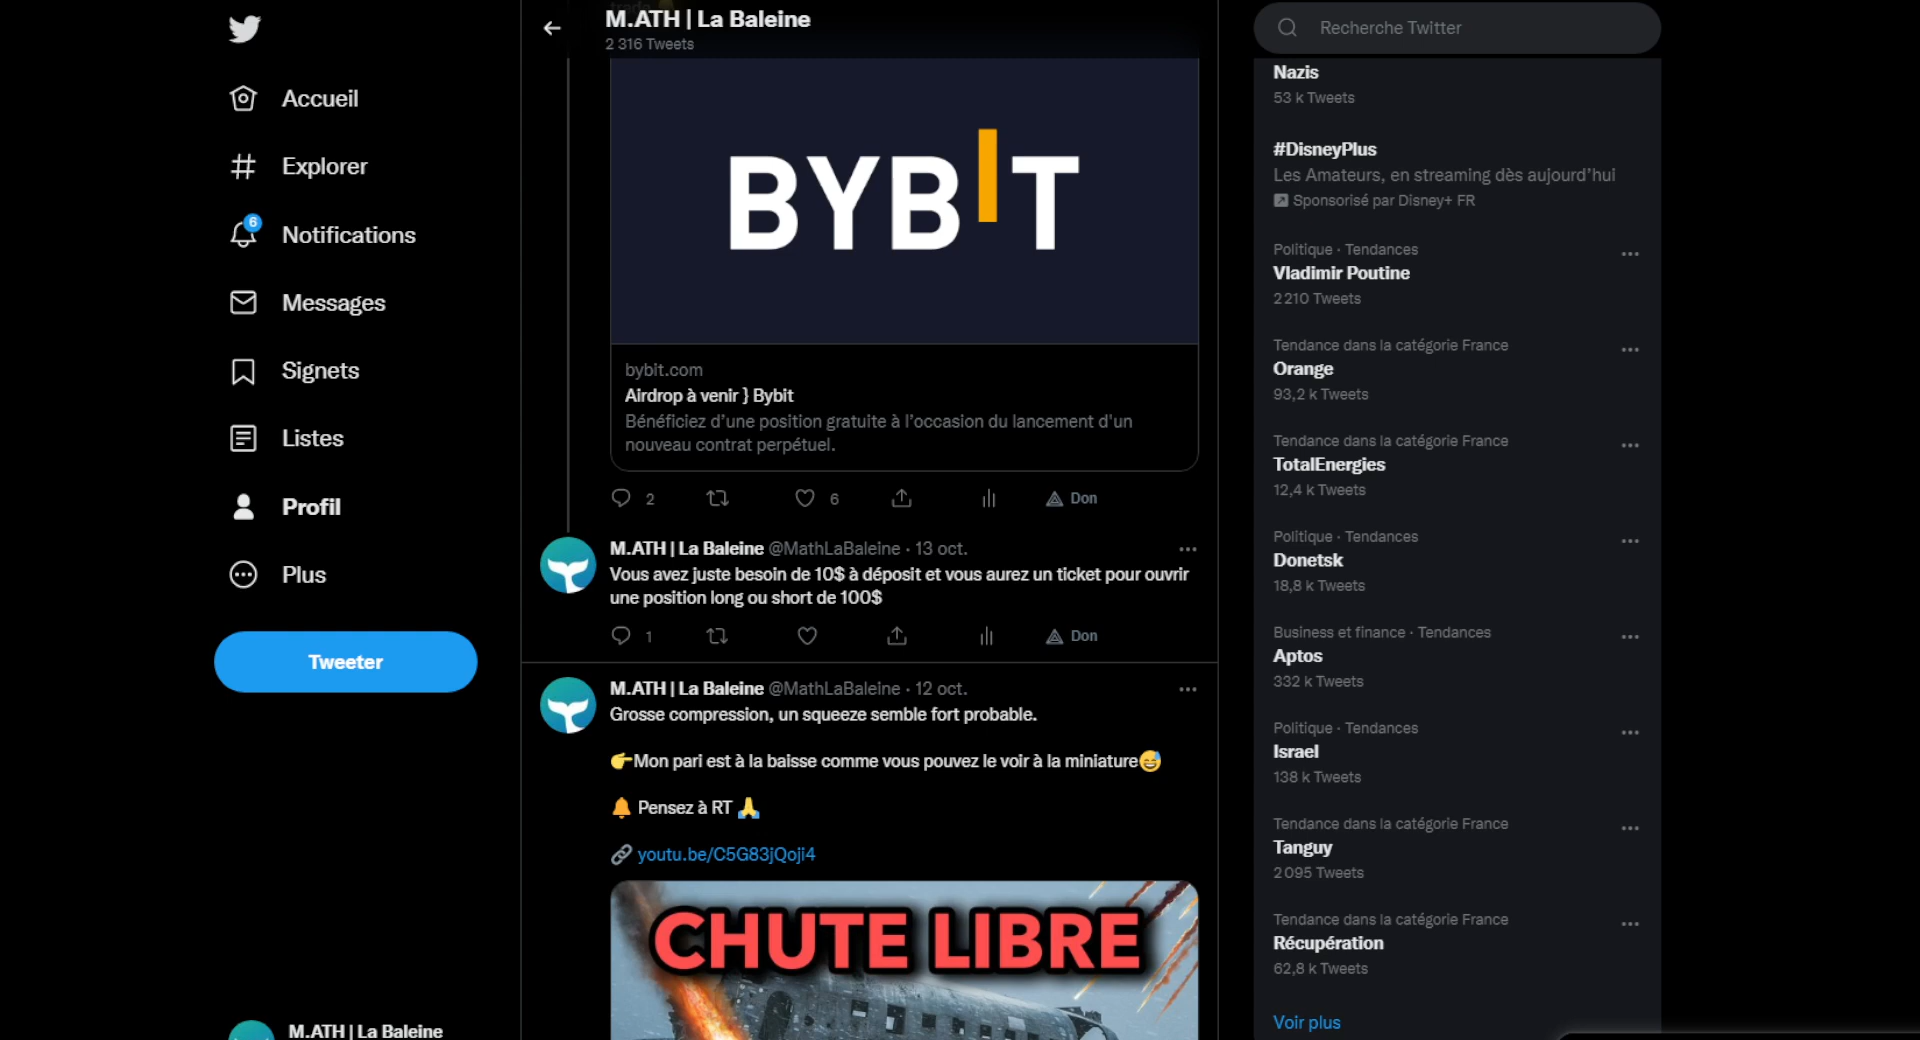 Accueil
Explorer
6
Notifications
Messages
Signets
Listes
Profil
Plus
Tweeter
M.ATH | La Baleine
M.ATH | La Baleine
2 316 Tweets
BYBIT
bybit.com
Airdrop à venir } Bybit
Bénéficiez d'une position gratuite à l'occasion du lancement d'un
nouveau contrat perpétuel.
2 6 Don
M.ATH | La Baleine @MathLaBaleine · 13 oct.
Vous avez juste besoin de 10$ à déposit et vous aurez un ticket pour ouvrir
une position long ou short de 100$
1 Don
M.ATH | La Baleine @MathLaBaleine · 12 oct.
Grosse compression, un squeeze semble fort probable.
👉Mon pari est à la baisse comme vous pouvez le voir à la miniature😅
🔔 Pensez à RT 🙏
🔗 youtu.be/C5G83jQoji4
CHUTE LIBRE
Recherche Twitter
Nazis
53 k Tweets
#DisneyPlus
Les Amateurs, en streaming dès aujourd'hui
Sponsorisé par Disney+ FR
Politique · Tendances
Vladimir Poutine
2 210 Tweets
Tendance dans la catégorie France
Orange
93,2 k Tweets
Tendance dans la catégorie France
TotalEnergies
12,4 k Tweets
Politique · Tendances
Donetsk
18,8 k Tweets
Business et finance · Tendances
Aptos
332 k Tweets
Politique · Tendances
Israel
138 k Tweets
Tendance dans la catégorie France
Tanguy
2 095 Tweets
Tendance dans la catégorie France
Récupération
62,8 k Tweets
Voir plus